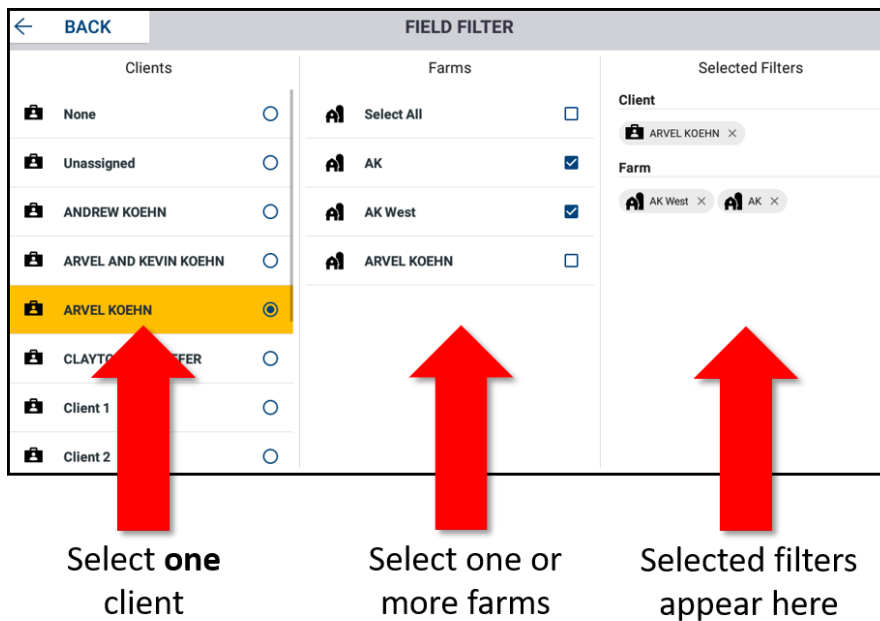 BACK
FIELD FILTER
Clients
Farms
Selected Filters
None
Unassigned
ANDREW KOEHN
ARVEL AND KEVIN KOEHN
ARVEL KOEHN
Client 1
Client 2
Select All
AK
AK West
ARVEL KOEHN
Client
ARVEL KOEHN ×
Farm
AK West × AK ×
Select one
client
Select one or
more farms
Selected filters
appear here